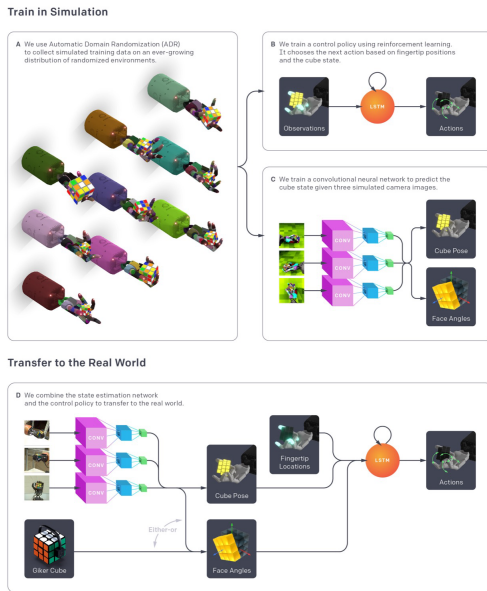 Train in Simulation
A We use Automatic Domain Randomization (ADR)
to collect simulated training data on an ever-growing
distribution of randomized environments.
B We train a control policy using reinforcement learning.
It chooses the next action based on fingertip positions
and the cube state.
Observations
LSTM
Actions
C We train a convolutional neural network to predict the
cube state given three simulated camera images.
CONV
CONV
CONV
Cube Pose
Face Angles
Transfer to the Real World
D We combine the state estimation network
and the control policy to transfer to the real world.
CONV
CONV
CONV
Fingertip
Locations
LSTM
Actions
Cube Pose
Either-or
Giker Cube
Face Angles